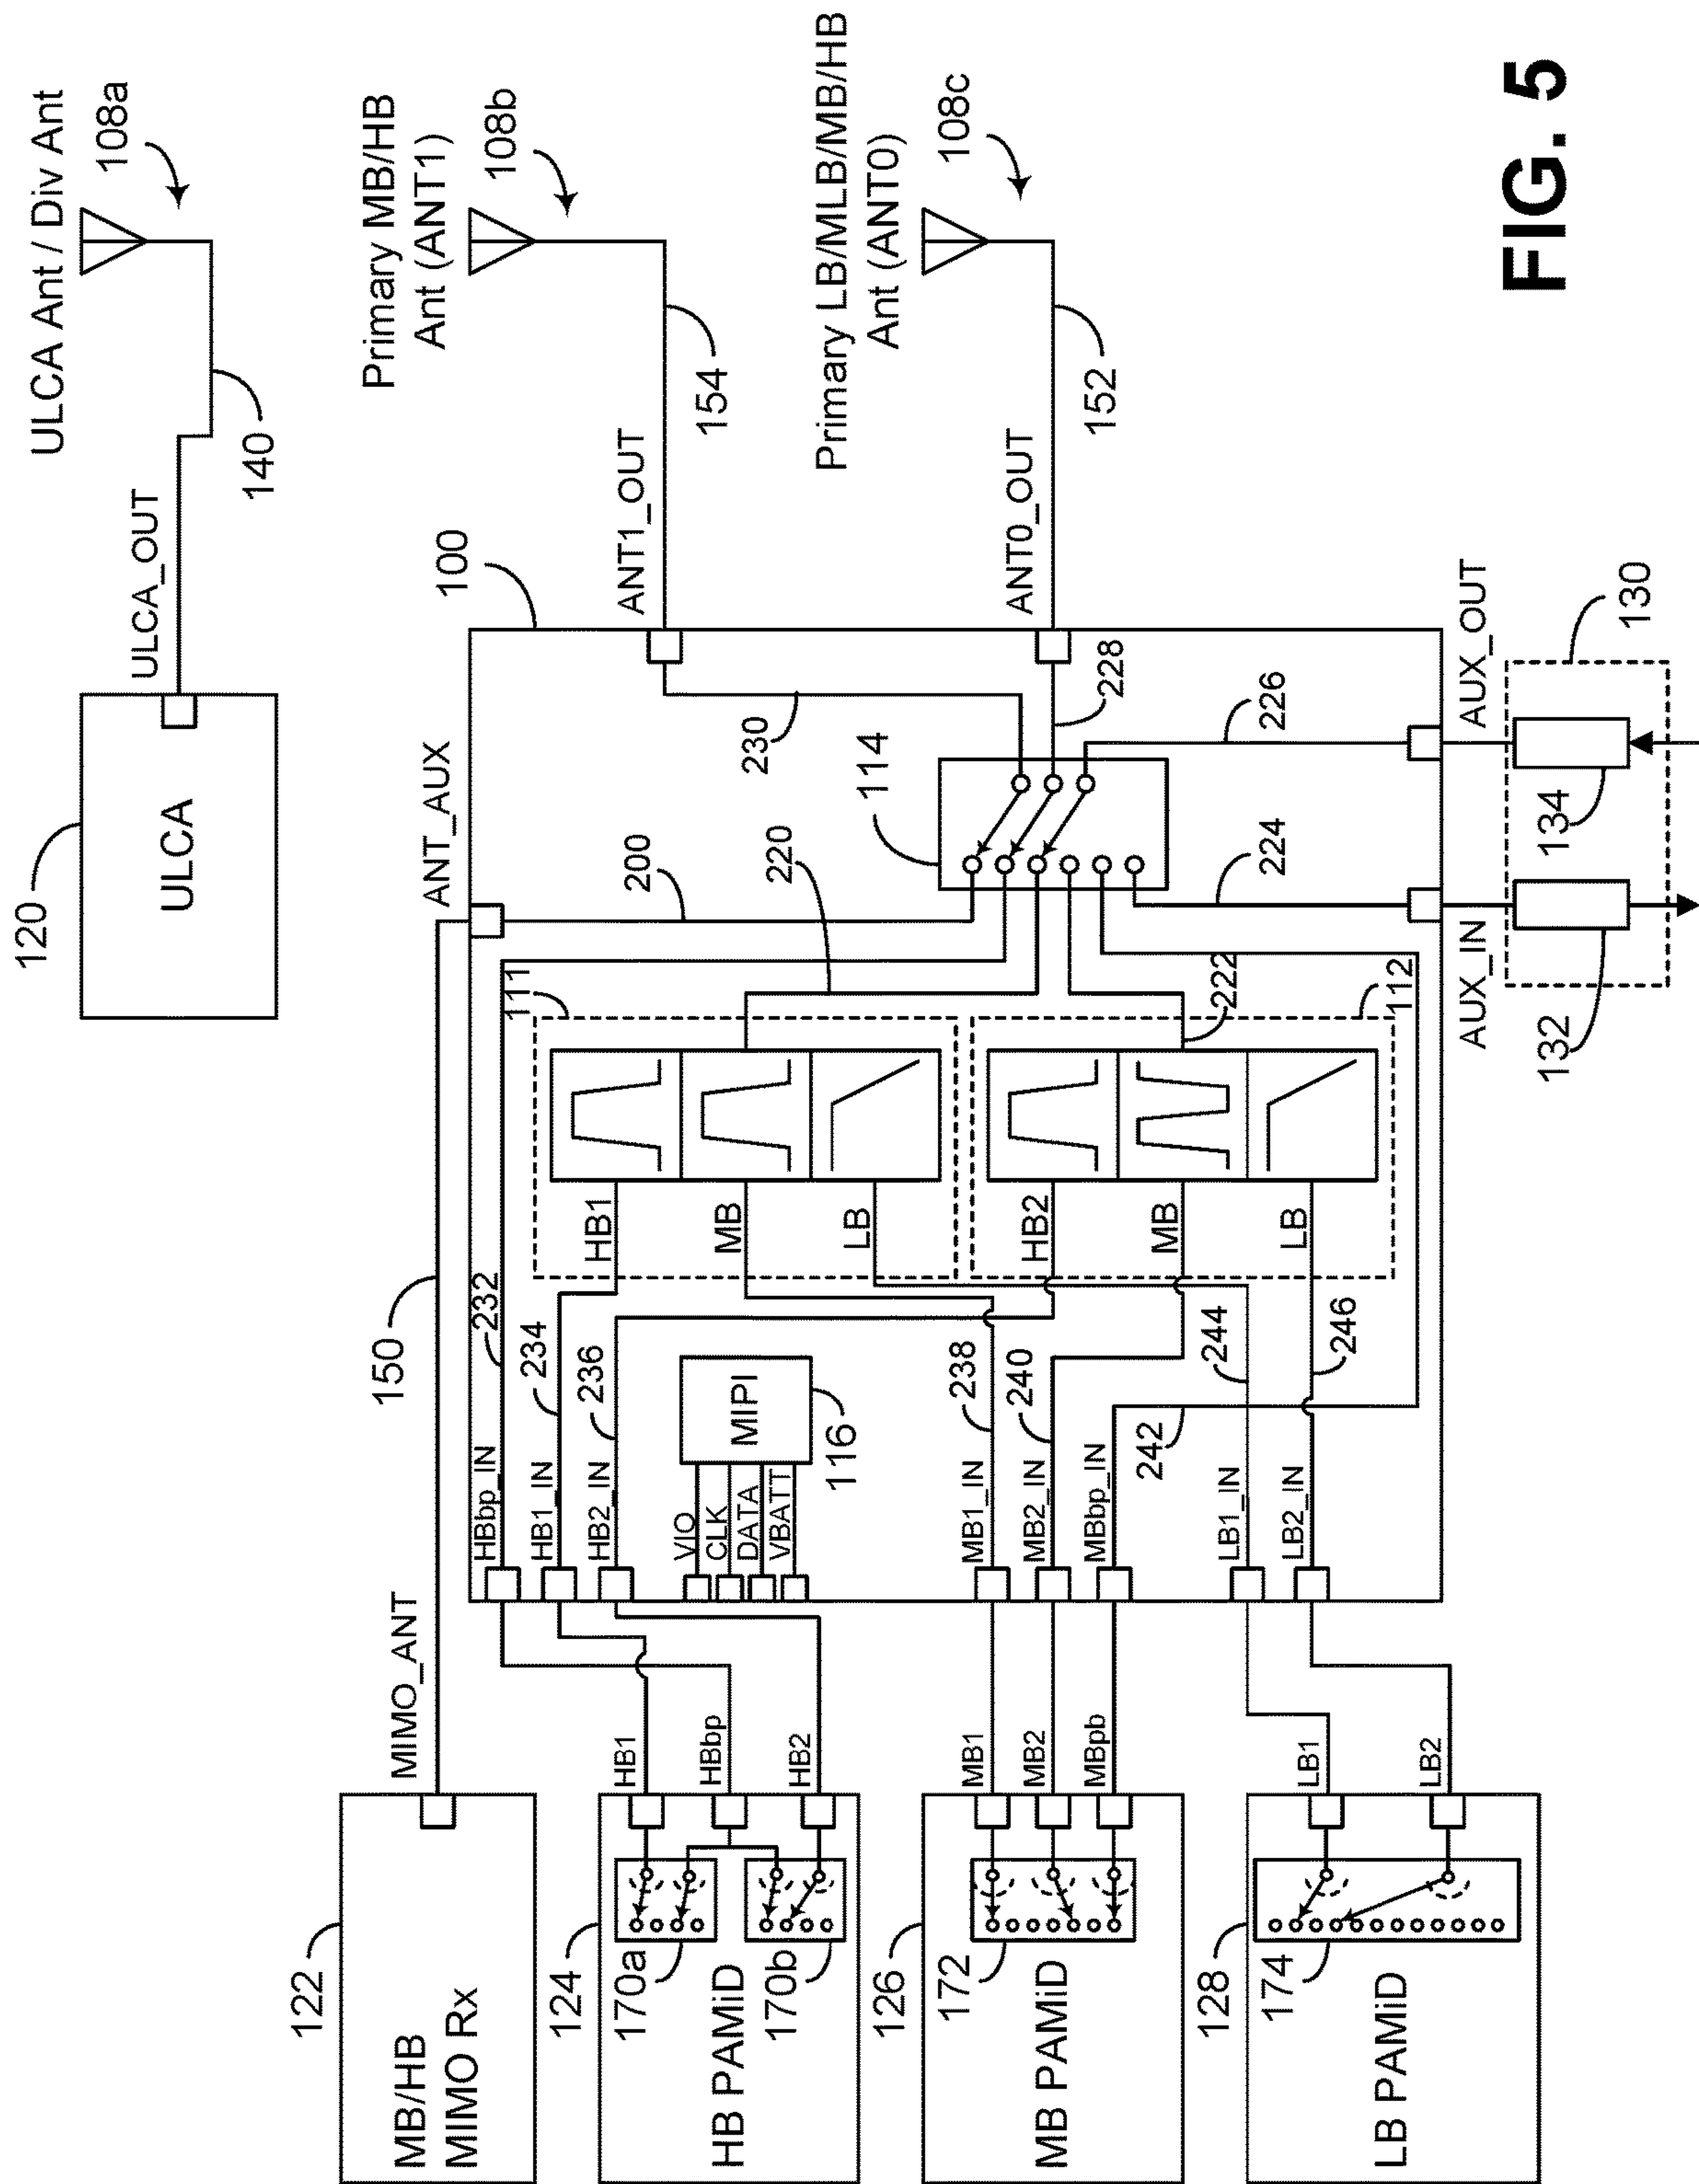 ULCA Ant / Div Ant
108a
140
ULCA_OUT
120
ULCA
Primary MB/HB
Ant (ANT1)
108b
154
ANT1_OUT
Primary LB/MLB/MB/HB
Ant (ANT0)
108c
152
ANT0_OUT
100
ANT_AUX
230
228
226
114
200
220
224
222
111
112
AUX_OUT
AUX_IN
130
134
132
HB1
MB
LB
HB2
MB
LB
150
232
234
236
238
240
242
244
246
MIPI
116
VIO
CLK
DATA
VBATT
HBbp_IN
HB1_IN
HB2_IN
MB1_IN
MB2_IN
MBbp_IN
LB1_IN
LB2_IN
MIMO_ANT
HB1
HBbp
HB2
MB1
MB2
MBpb
LB1
LB2
122
MB/HB
MIMO Rx
124
170a
170b
HB PAMiD
126
172
MB PAMiD
128
174
LB PAMiD
FIG. 5